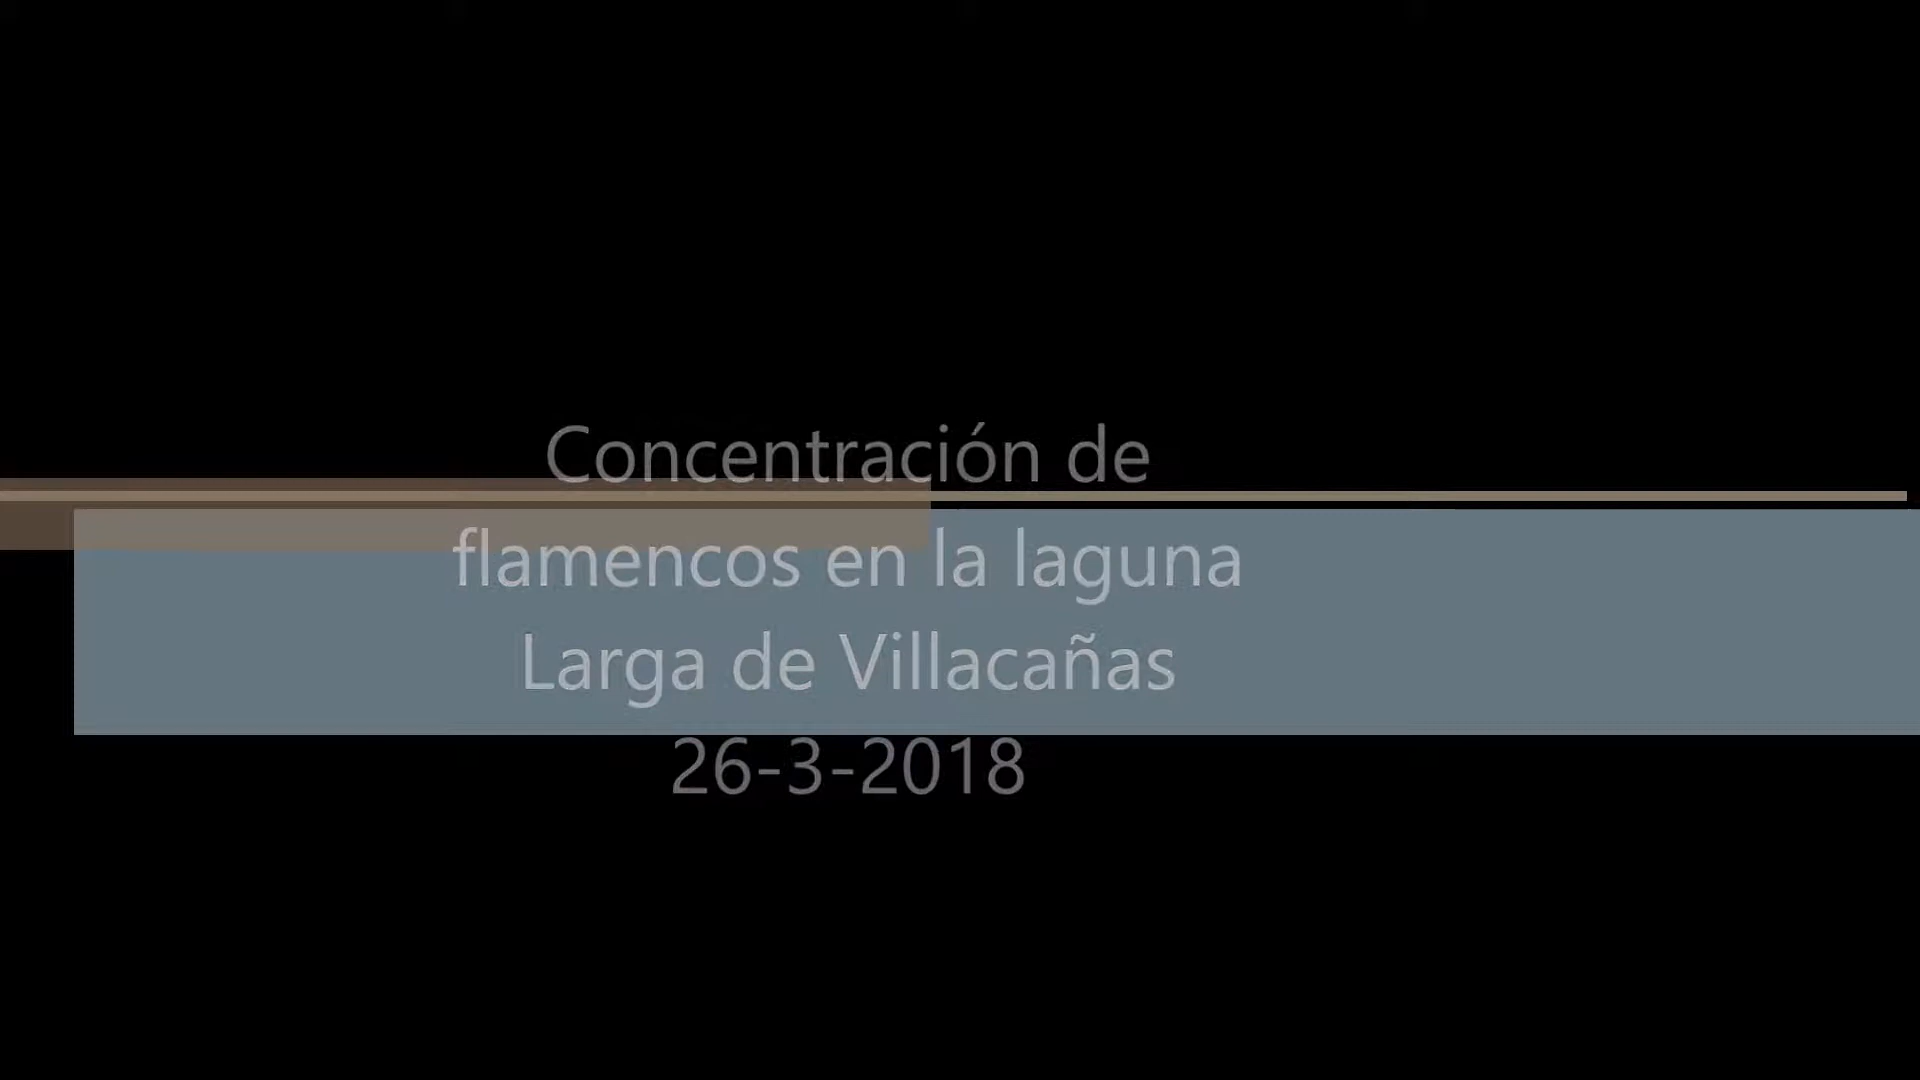 Concentración de
flamencos en la laguna
Larga de Villacañas
26-3-2018